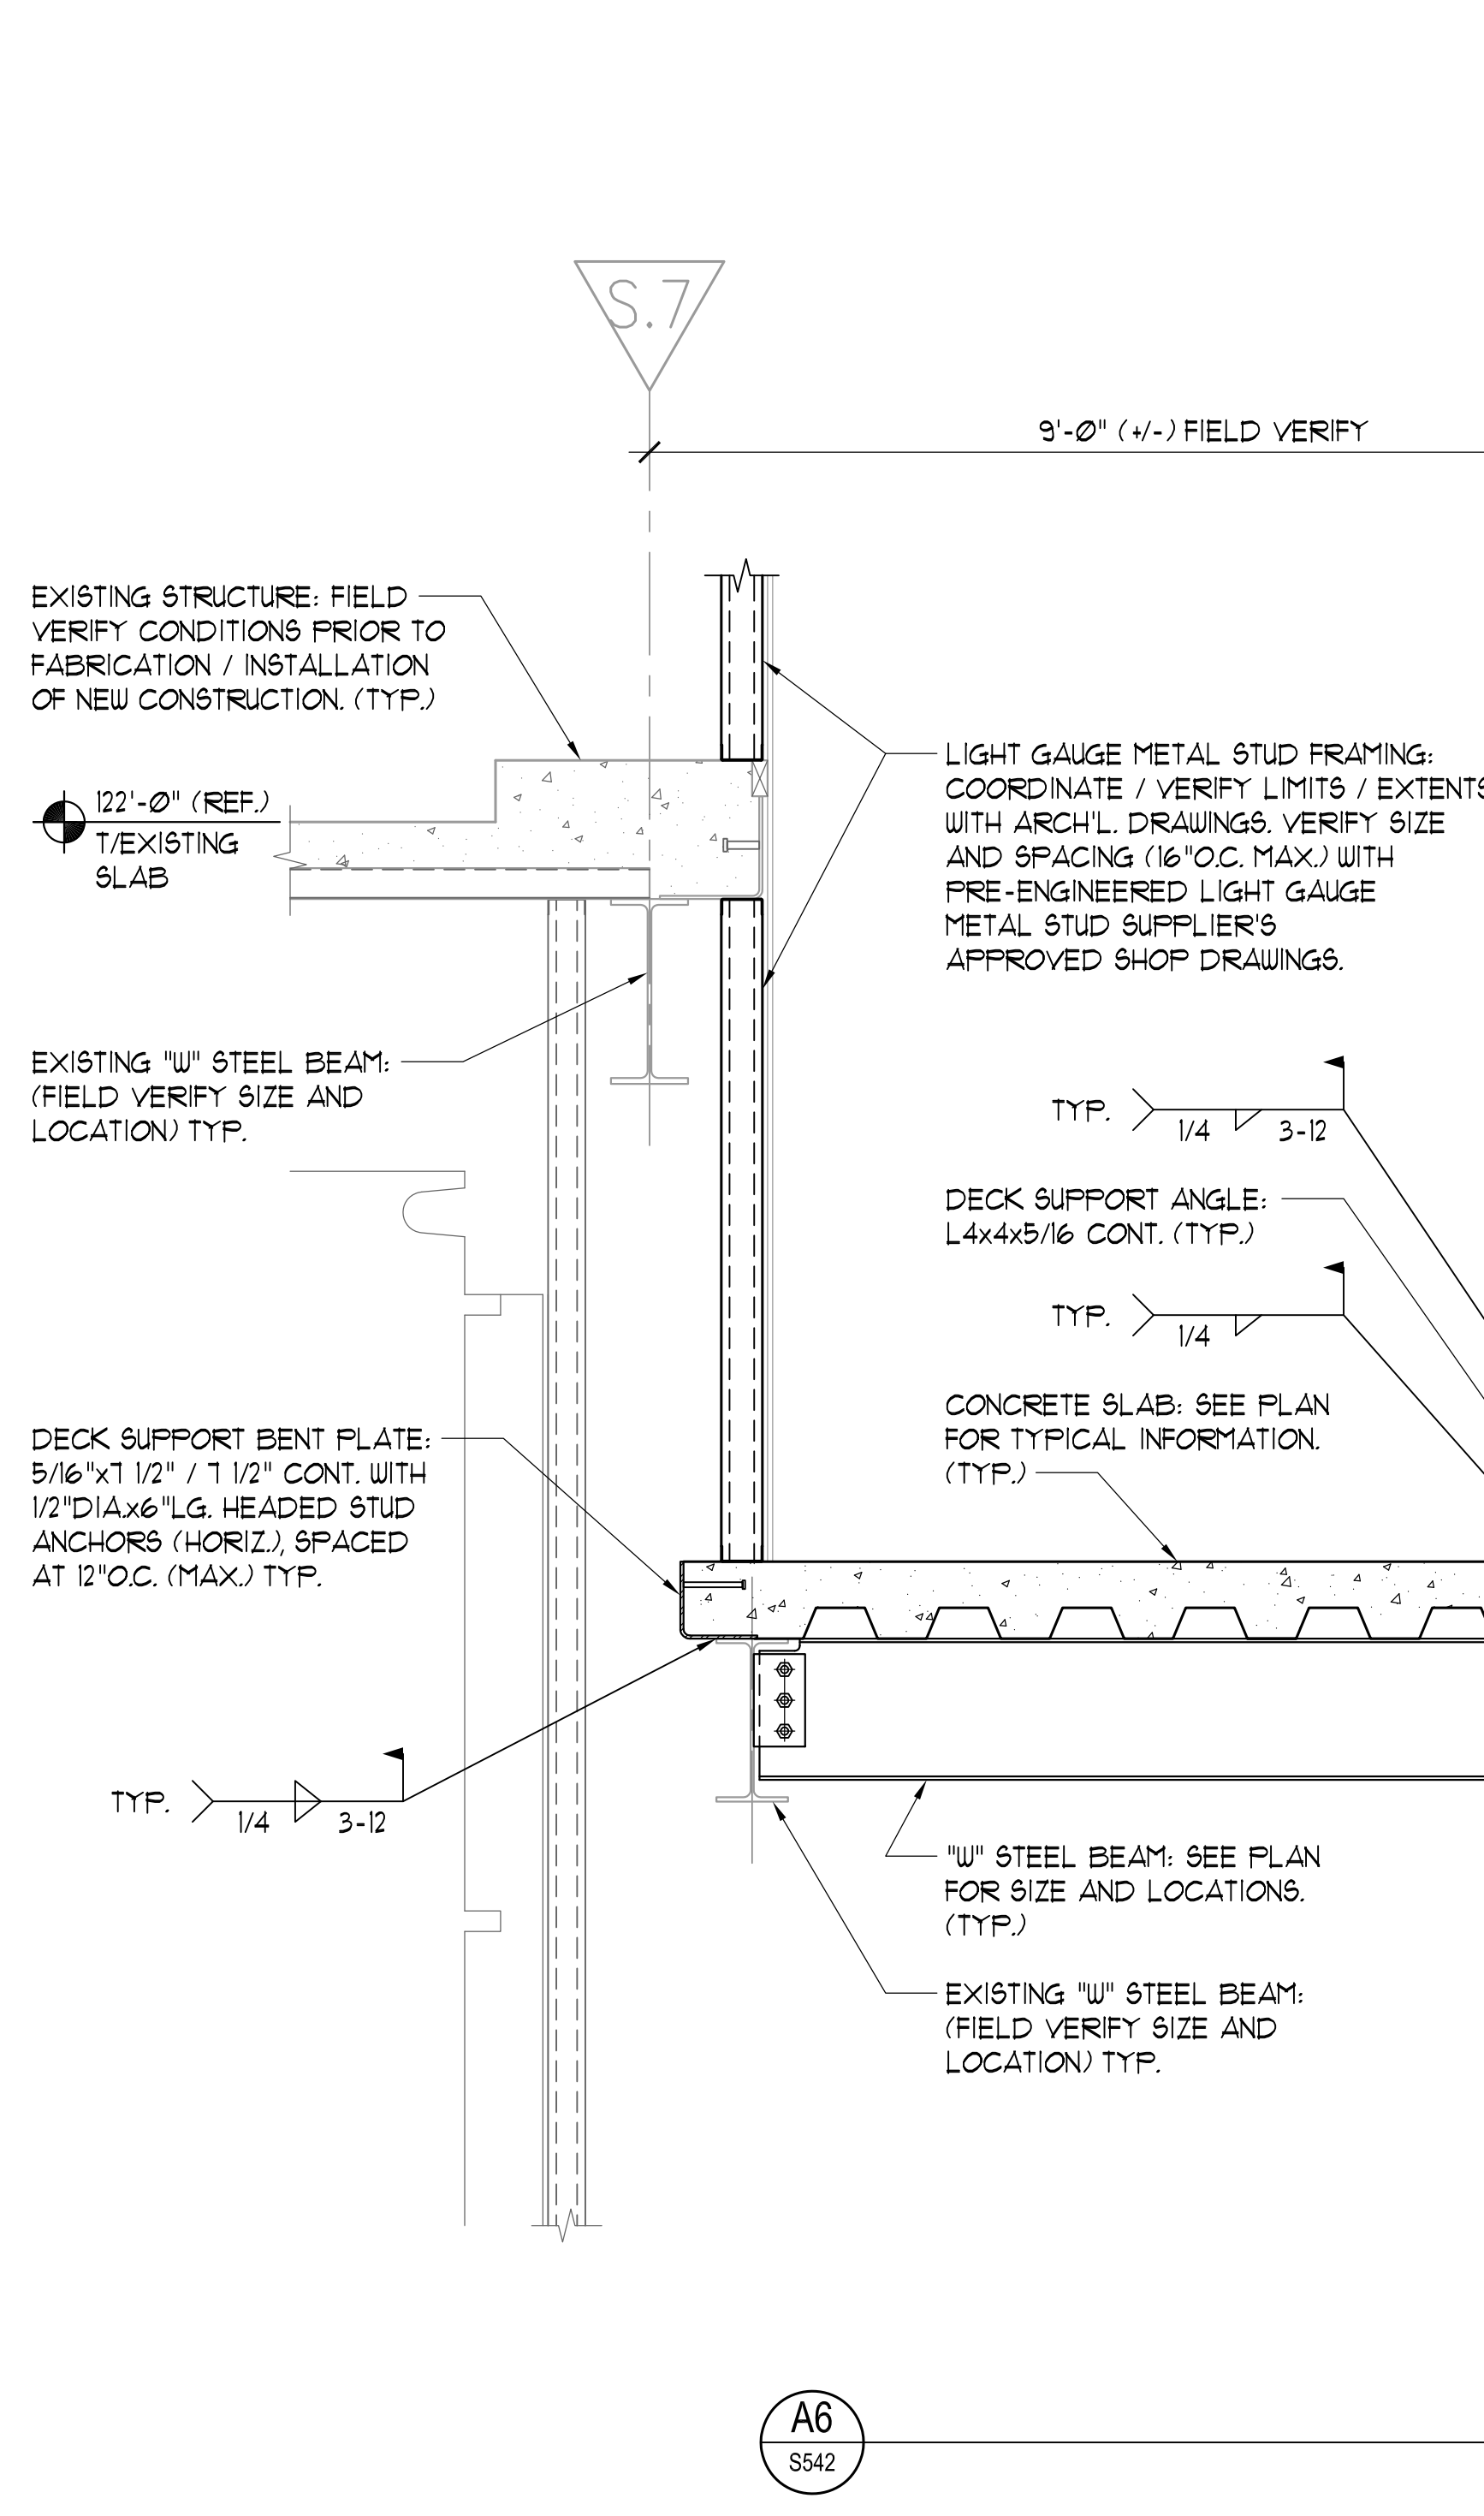 S.7
9'-0" (+/-) FIELD VERIFY
EXISTING STRUCTURE: FIELD
VERIFY CONDITIONS PRIOR TO
FABRICATION / INSTALLATION
OF NEW CONSTRUCTION. (TYP.)
LIGHT GAUGE METAL STUD FRAMING:
COORDINATE / VERIFY LIMITS / EXTENTS
WITH ARCH'L. DRAWINGS. VERIFY SIZE
AND SPACING (16"O.C. MAX.) WITH
PRE-ENGINEERED LIGHT GAUGE
METAL STUD SUPPLIER'S
APPROVED SHOP DRAWINGS.
122'-0" (REF.)
T/EXISTING
SLAB
EXISTING "W" STEEL BEAM:
(FIELD VERIFY SIZE AND
LOCATION) TYP.
TYP.
1/4
3-12
DECK SUPPORT ANGLE:
L4x4x5/16 CONT. (TYP.)
TYP.
1/4
CONCRETE SLAB: SEE PLAN
FOR TYPICAL INFORMATION.
(TYP.)
DECK SUPPORT BENT PLATE:
5/16"x7 1/2" / 7 1/2" CONT. WITH
1/2"DIA.x6"LG. HEADED STUD
ANCHORS (HORIZ.), SPACED
AT 12"O.C. (MAX.) TYP.
TYP.
1/4
3-12
"W" STEEL BEAM: SEE PLAN
FOR SIZE AND LOCATIONS.
(TYP.)
EXISTING "W" STEEL BEAM:
(FIELD VERIFY SIZE AND
LOCATION) TYP.
A6
S542